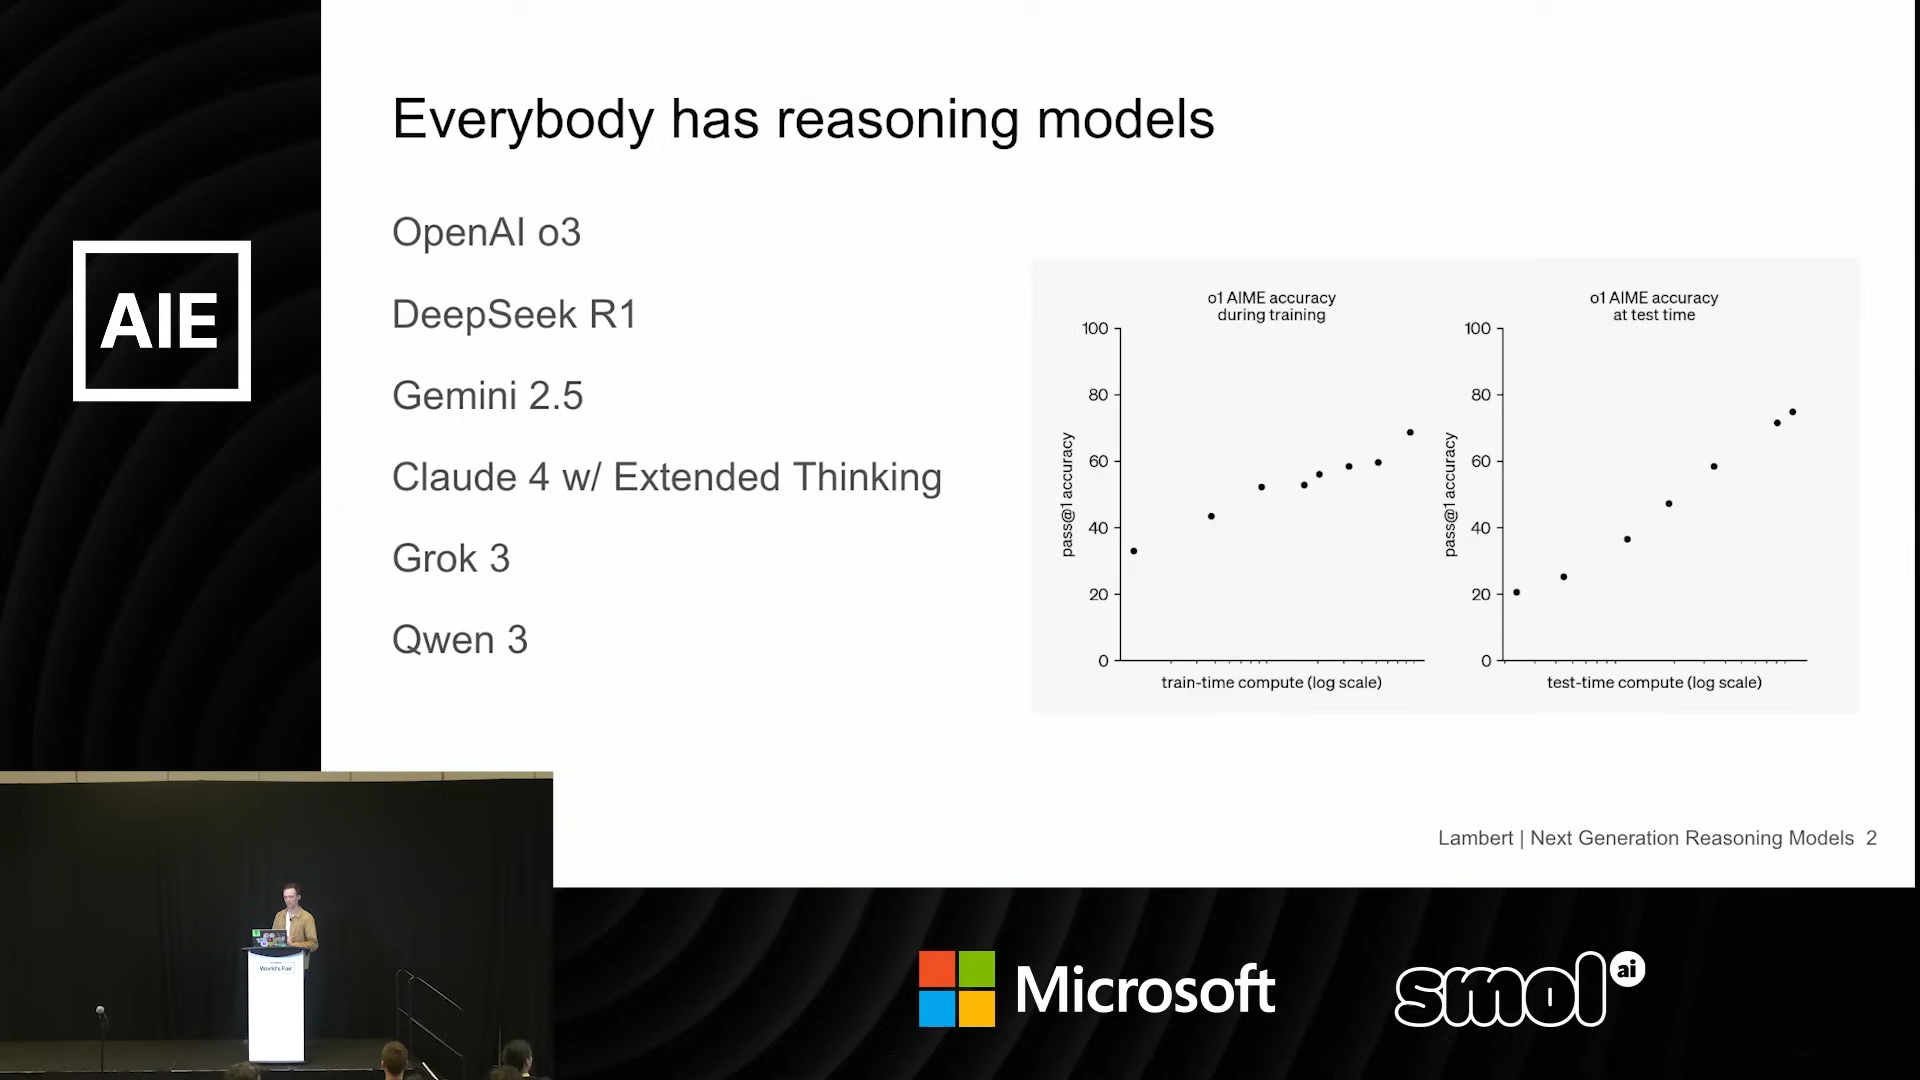 AIE
Everybody has reasoning models
OpenAI o3
DeepSeek R1
Gemini 2.5
Claude 4 w/ Extended Thinking
Grok 3
Qwen 3
o1 AIME accuracy
during training
100
80
60
40
20
0
pass@1 accuracy
train-time compute (log scale)
o1 AIME accuracy
at test time
100
80
60
40
20
0
pass@1 accuracy
test-time compute (log scale)
Lambert | Next Generation Reasoning Models 2
World's Fair
Microsoft
smol ai